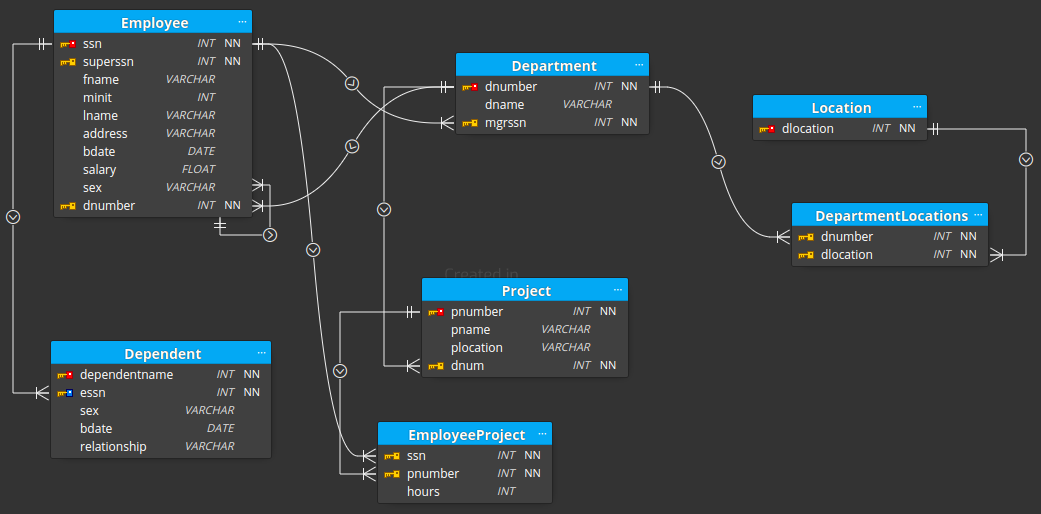 Employee ...
ssn INT NN
superssn INT NN
fname VARCHAR
minit INT
lname VARCHAR
address VARCHAR
bdate DATE
salary FLOAT
sex VARCHAR
dnumber INT NN
Department ...
dnumber INT NN
dname VARCHAR
mgrssn INT NN
Location ...
dlocation INT NN
DepartmentLocations ...
dnumber INT NN
dlocation INT NN
Created in
Project ...
pnumber INT NN
pname VARCHAR
plocation VARCHAR
dnum INT NN
Dependent ...
dependentname INT NN
essn INT NN
sex VARCHAR
bdate DATE
relationship VARCHAR
EmployeeProject ...
ssn INT NN
pnumber INT NN
hours INT